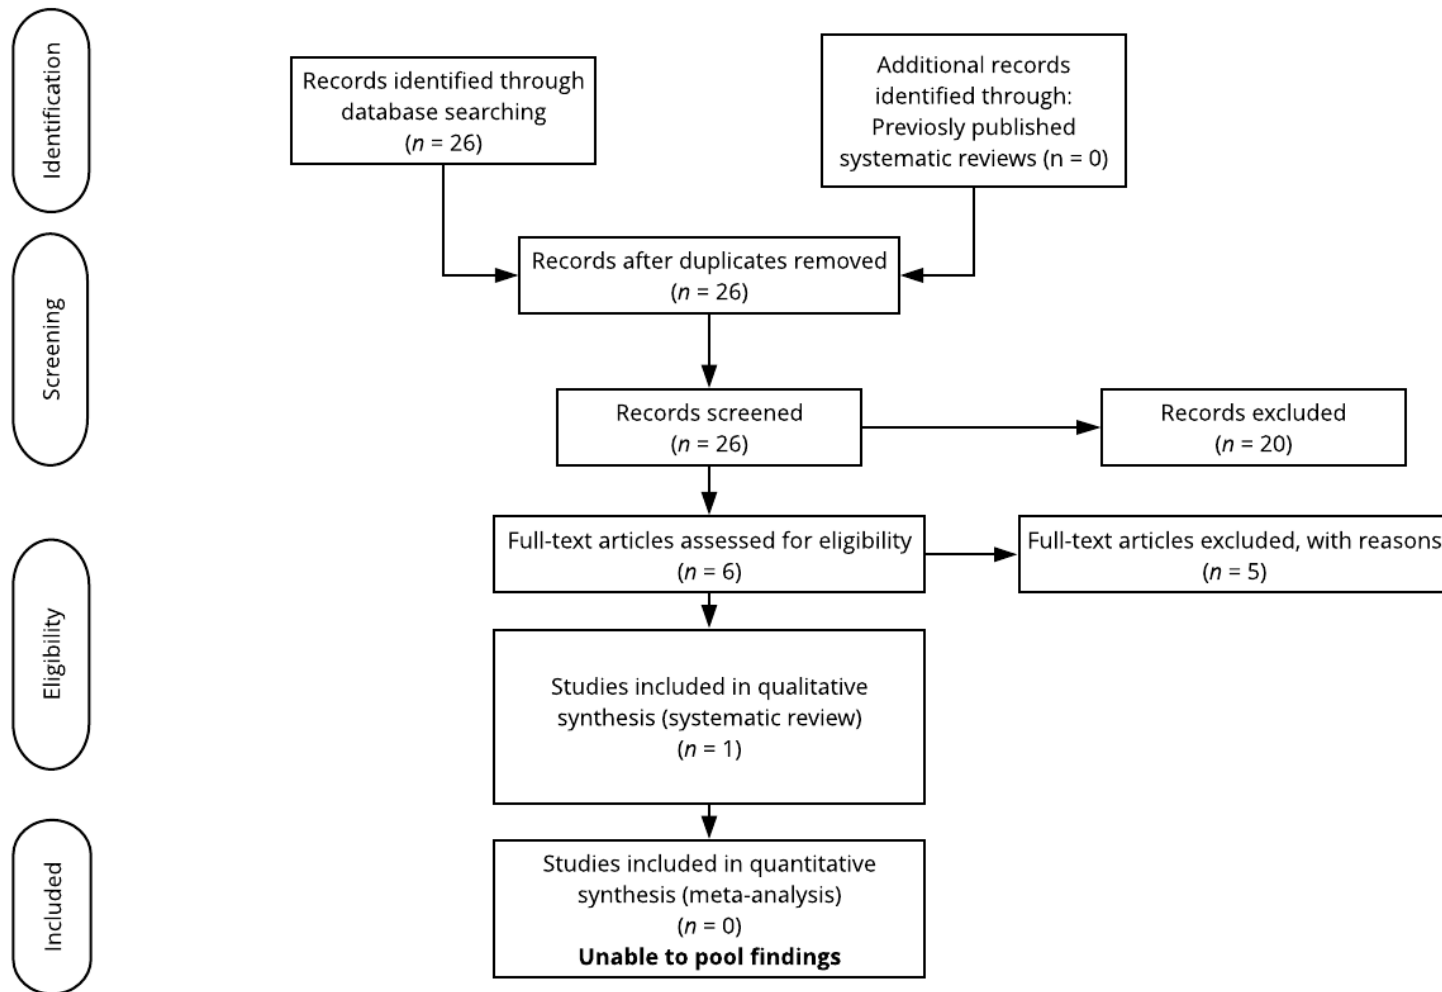 Identification
Records identified through
database searching
(n = 26)
Additional records
identified through:
Previosly published
systematic reviews (n = 0)
Screening
Records after duplicates removed
(n = 26)
Records screened
(n = 26)
Records excluded
(n = 20)
Eligibility
Full-text articles assessed for eligibility
(n = 6)
Full-text articles excluded, with reasons
(n = 5)
Studies included in qualitative
synthesis (systematic review)
(n = 1)
Included
Studies included in quantitative
synthesis (meta-analysis)
(n = 0)
Unable to pool findings